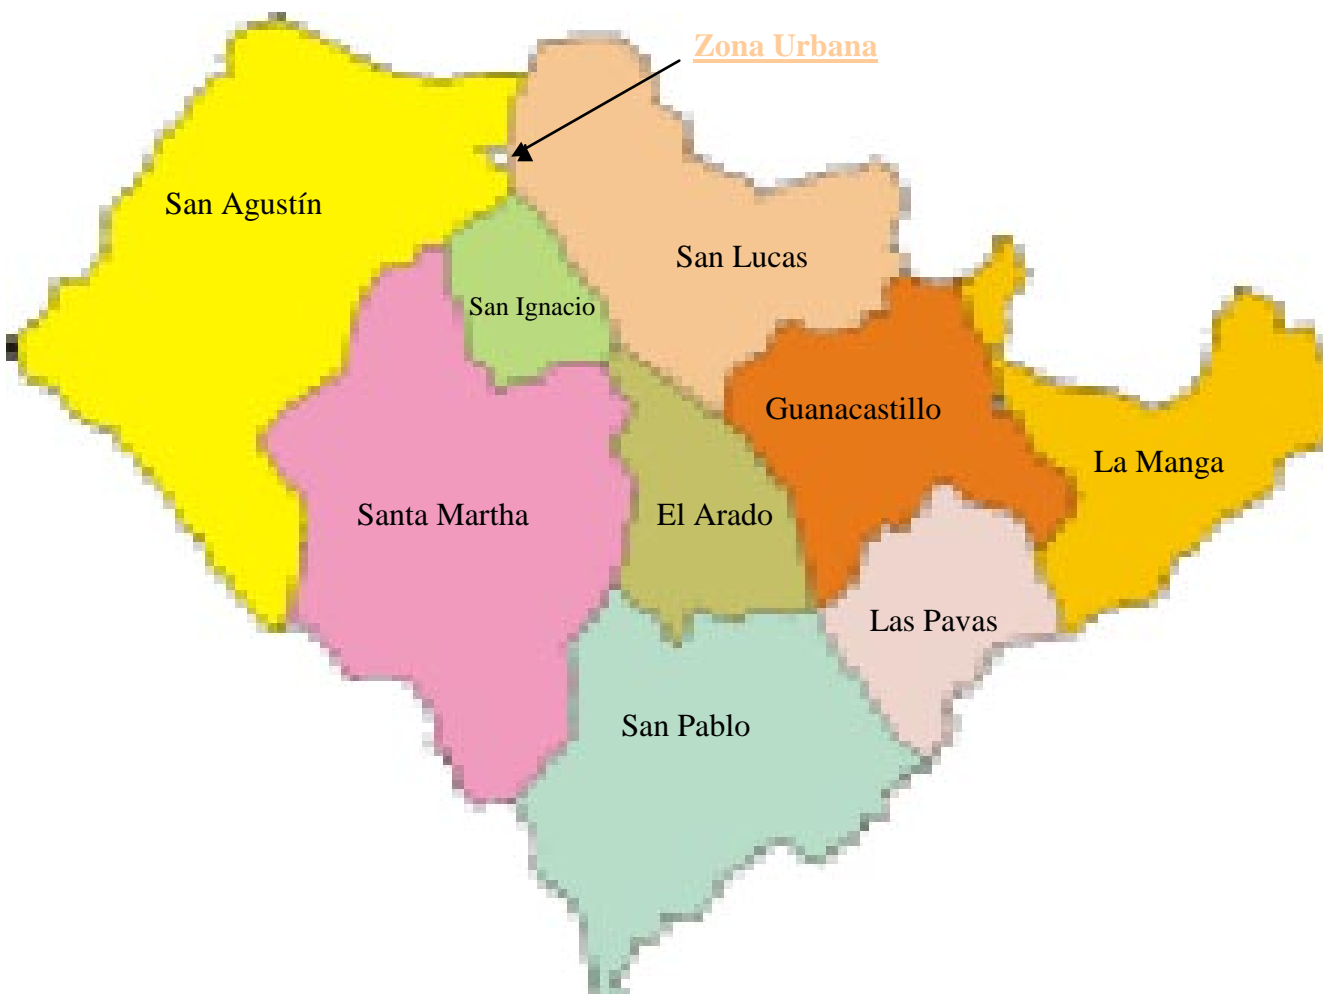 Zona Urbana
San Agustín
San Lucas
San Ignacio
Guanacastillo
La Manga
Santa Martha
El Arado
Las Pavas
San Pablo